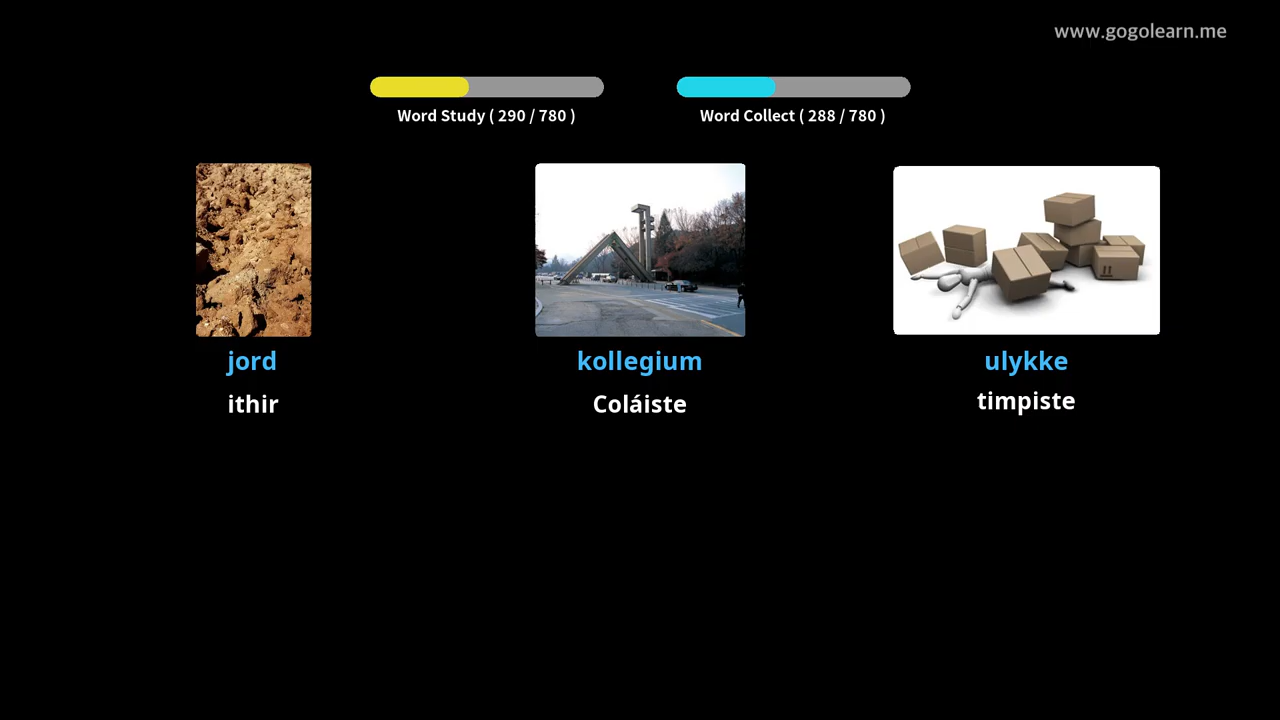 www.gogolearn.me
Word Study ( 290 / 780 )
Word Collect ( 288 / 780 )
jord
kollegium
ulykke
ithir
Coláiste
timpiste